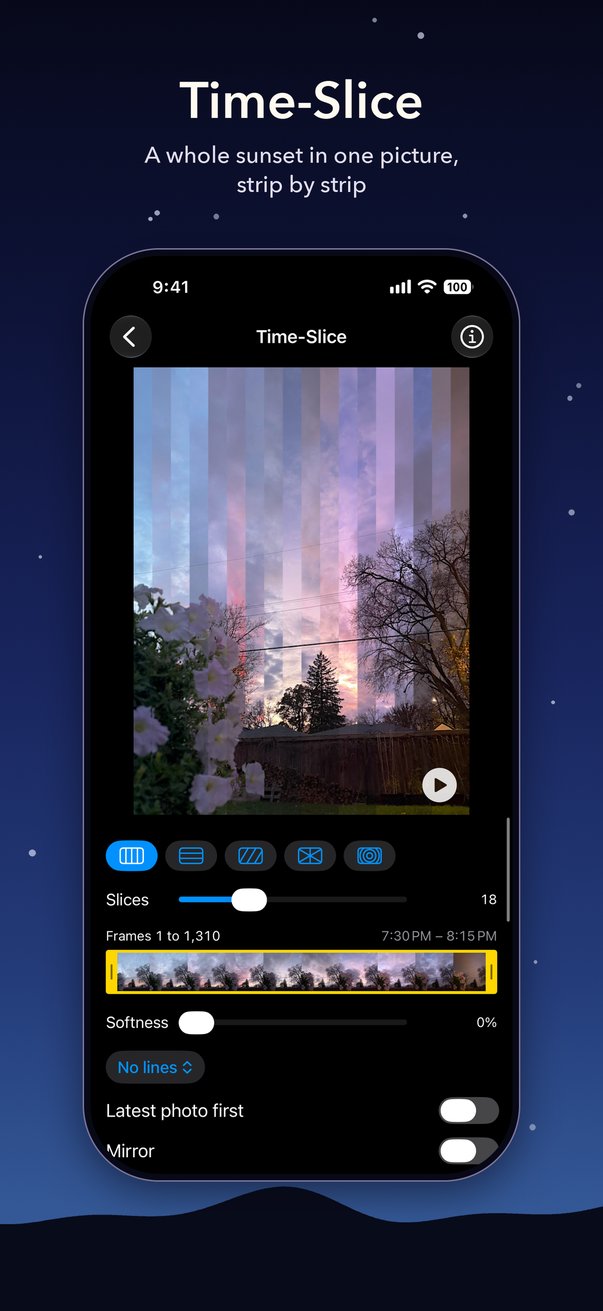 Time-Slice
A whole sunset in one picture,
strip by strip
9:41
100
Time-Slice
Slices
18
Frames 1 to 1,310
7:30 PM – 8:15 PM
Softness
0%
No lines
Latest photo first
Mirror